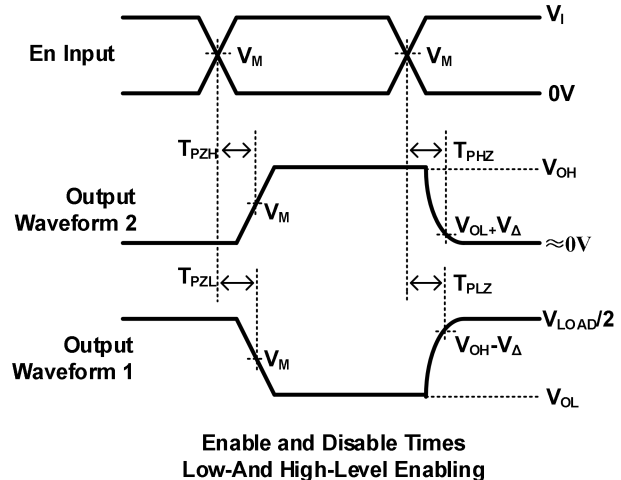 V_I
En Input
V_M
V_M
0V
T_PZH
T_PHZ
V_OH
Output
Waveform 2
V_M
V_OL+V_Δ
≈0V
T_PZL
T_PLZ
V_LOAD/2
Output
Waveform 1
V_M
V_OH-V_Δ
V_OL
Enable and Disable Times
Low-And High-Level Enabling